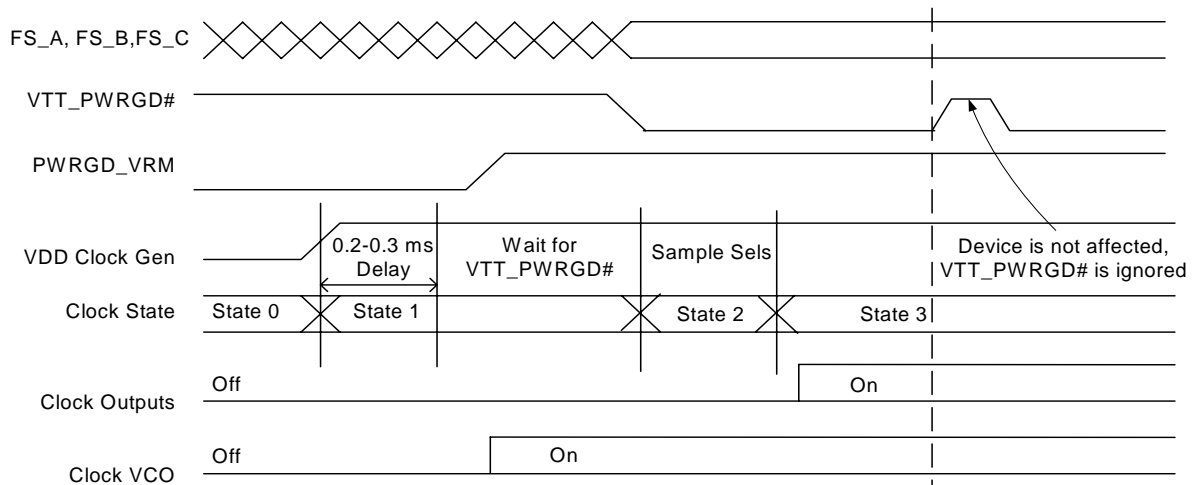 FS_A, FS_B,FS_C
VTT_PWRGD#
PWRGD_VRM
VDD Clock Gen
0.2-0.3 ms
Delay
Wait for
VTT_PWRGD#
Sample Sels
Device is not affected,
VTT_PWRGD# is ignored
Clock State
State 0
State 1
State 2
State 3
Clock Outputs
Off
On
Clock VCO
Off
On